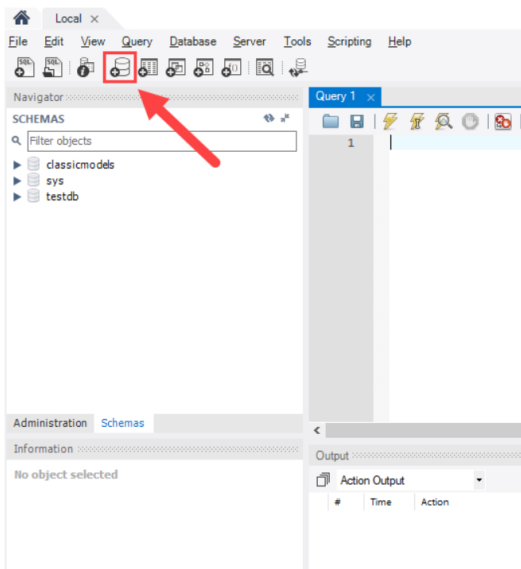 Local ×
File Edit View Query Database Server Tools Scripting Help
SQL SQL
Navigator
Query 1 ×
SCHEMAS
Filter objects
1
classicmodels
sys
testdb
Administration Schemas
Information
No object selected
Output
Action Output
# Time Action